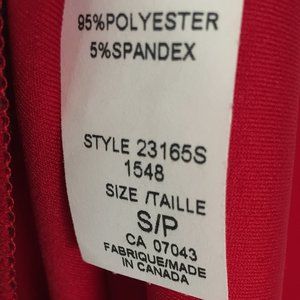 95%POLYESTER
5%SPANDEX
STYLE 23165S
1548
SIZE /TAILLE
S/P
CA 07043
FABRIQUE/MADE
IN CANADA